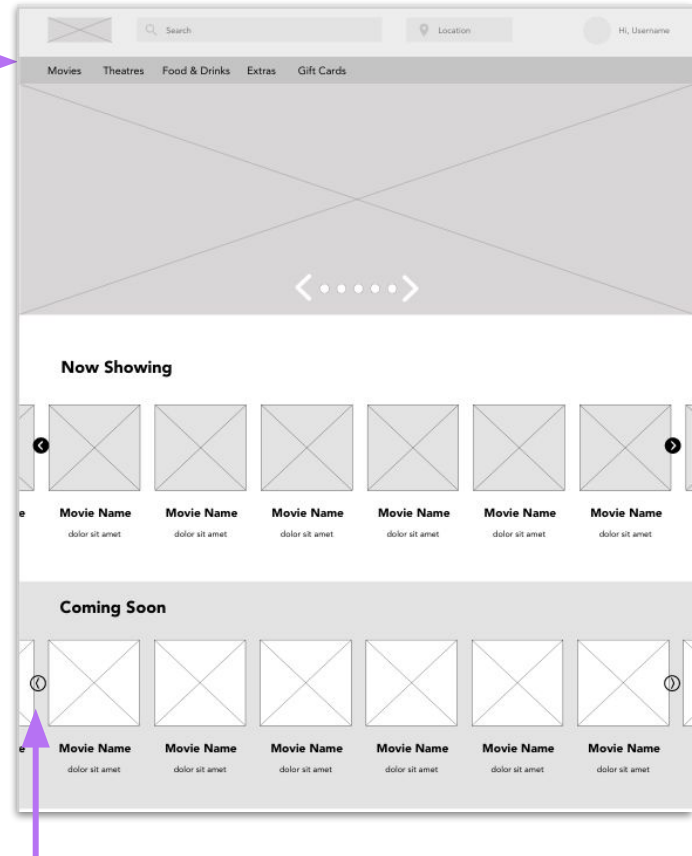 Search Location Hi, Username
Movies Theatres Food & Drinks Extras Gift Cards
Now Showing
e Movie Name Movie Name Movie Name Movie Name Movie Name Movie Name
dolor sit amet dolor sit amet dolor sit amet dolor sit amet dolor sit amet dolor sit amet
Coming Soon
e Movie Name Movie Name Movie Name Movie Name Movie Name Movie Name
dolor sit amet dolor sit amet dolor sit amet dolor sit amet dolor sit amet dolor sit amet